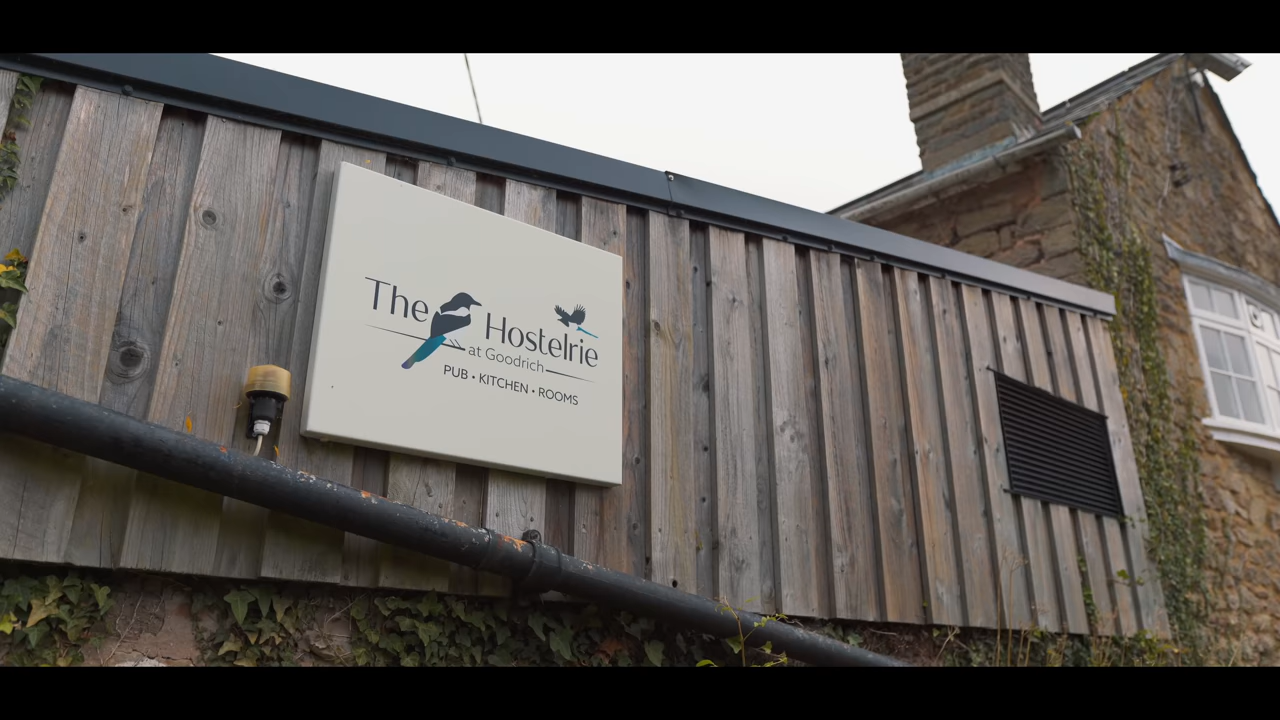 The Hostelrie
at Goodrich
PUB • KITCHEN • ROOMS